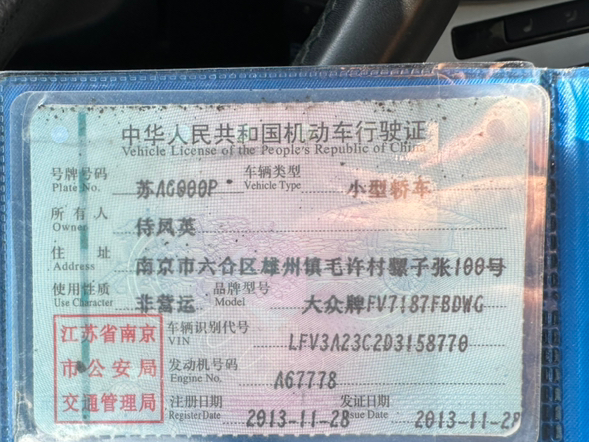 中华人民共和国机动车行驶证
Vehicle License of the People's Republic of China
号牌号码 苏AG000P 车辆类型 小型轿车
Plate No. Vehicle Type
所有人 侍凤英
Owner
住址 南京市六合区雄州镇毛许村骡子张100号
Address
使用性质 非营运 品牌型号 大众牌FV7187FBDWG
Use Character Model
江苏省南京
市公安局
交通管理局
车辆识别代号 LFV3A23C2D3158770
VIN
发动机号码 A67778
Engine No.
注册日期 2013-11-28 发证日期 2013-11-28
Register Date Issue Date